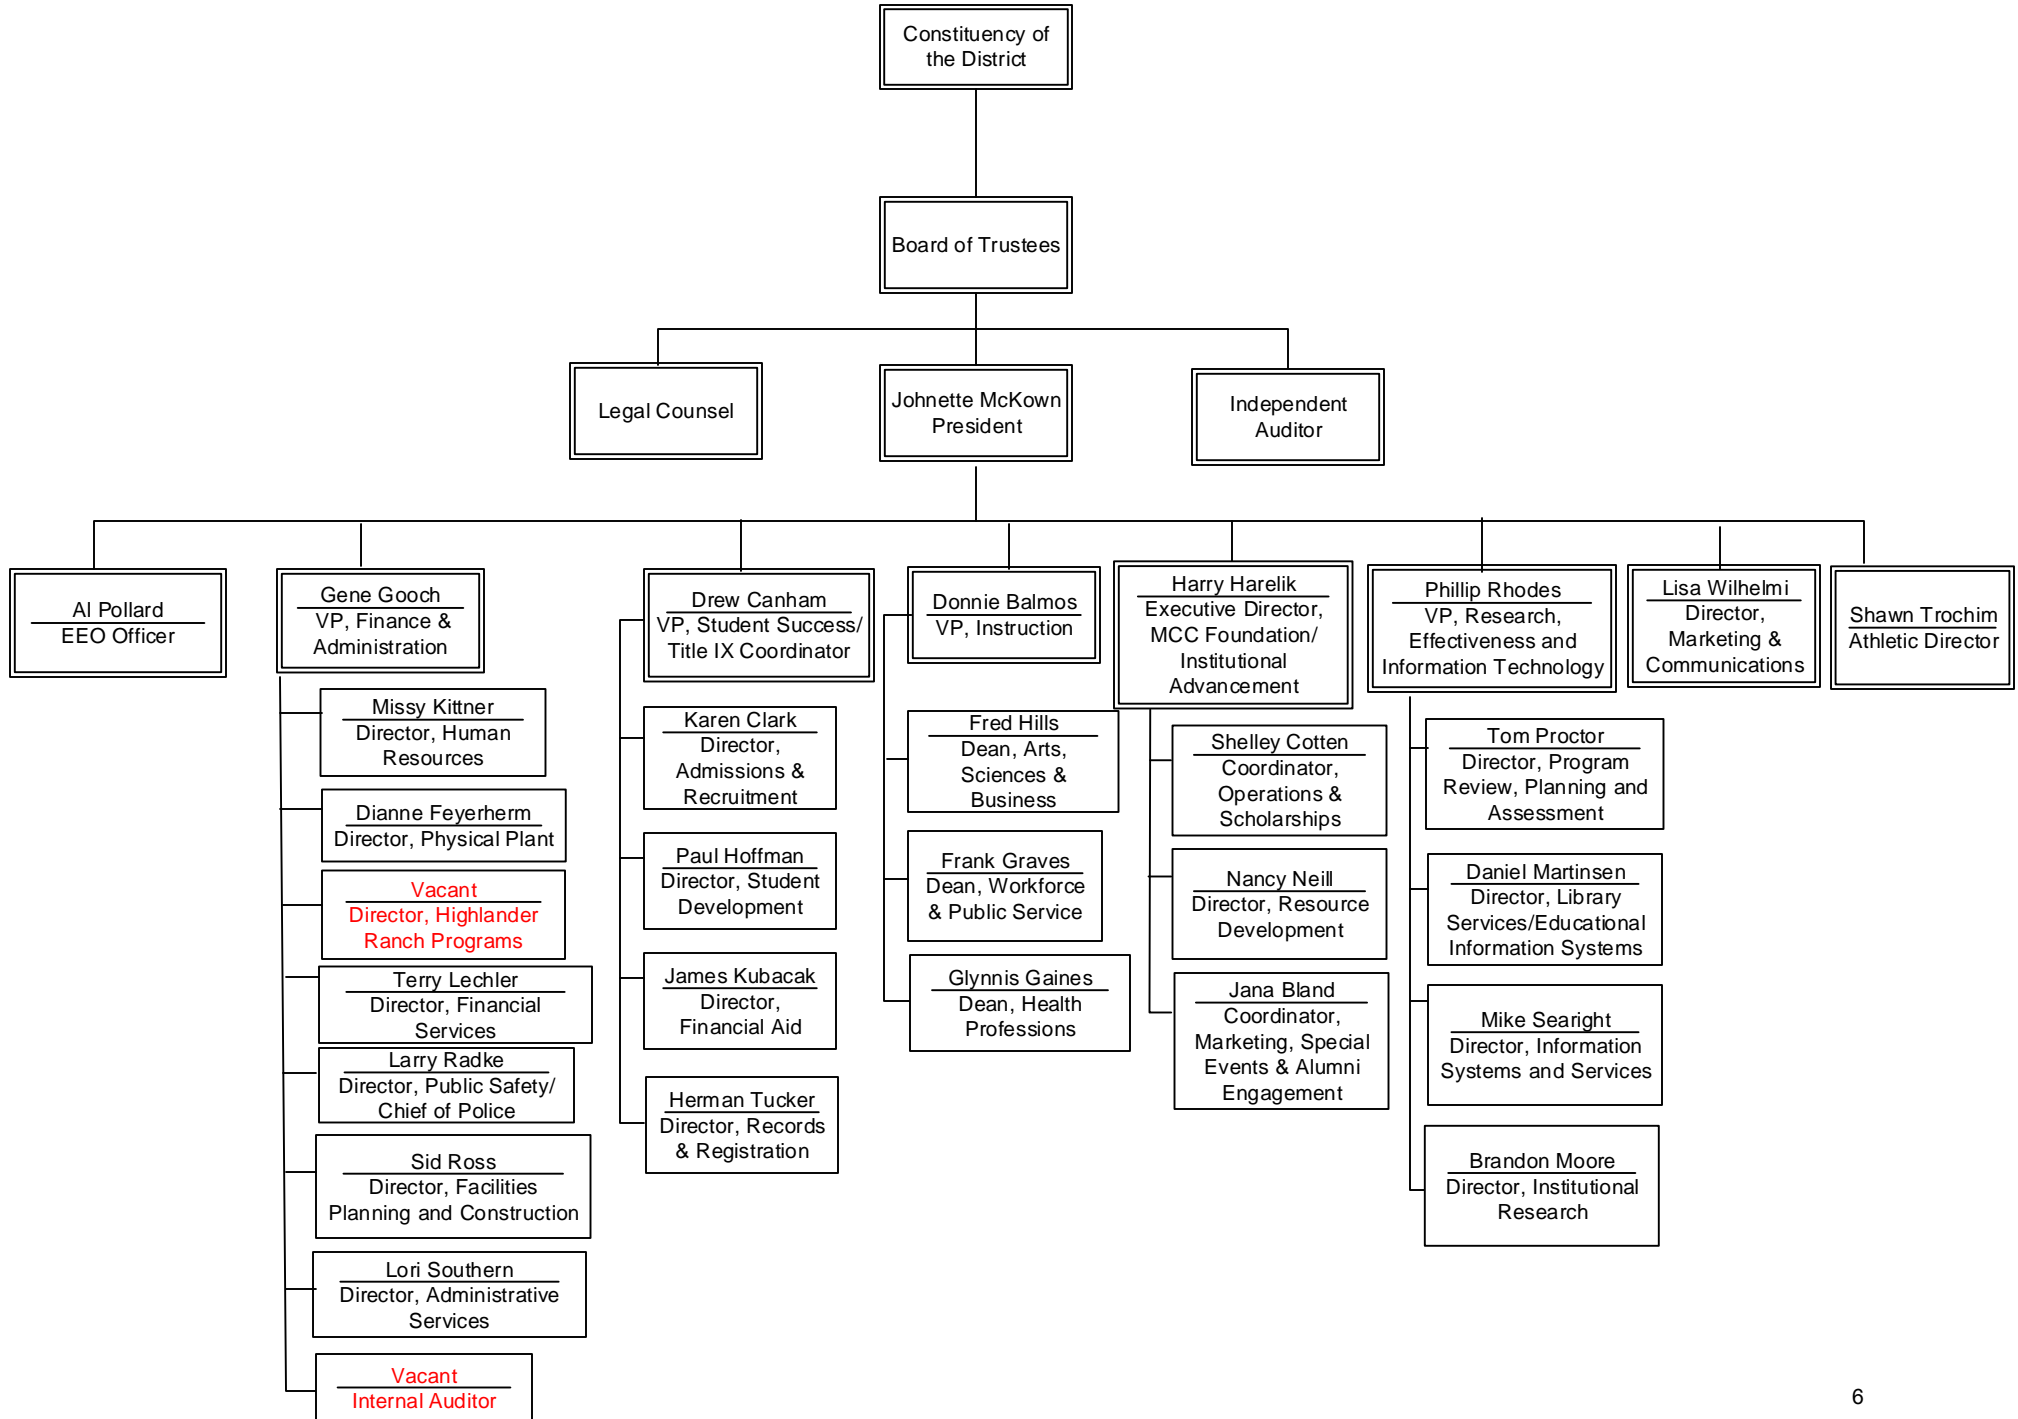 Constituency of
the District
Board of Trustees
Legal Counsel
Johnette McKown
President
Independent
Auditor
Al Pollard
EEO Officer
Gene Gooch
VP, Finance &
Administration
Missy Kittner
Director, Human
Resources
Dianne Feyerherm
Director, Physical Plant
Vacant
Director, Highlander
Ranch Programs
Terry Lechler
Director, Financial
Services
Larry Radke
Director, Public Safety/
Chief of Police
Sid Ross
Director, Facilities
Planning and Construction
Lori Southern
Director, Administrative
Services
Vacant
Internal Auditor
Drew Canham
VP, Student Success/
Title IX Coordinator
Karen Clark
Director,
Admissions &
Recruitment
Paul Hoffman
Director, Student
Development
James Kubacak
Director,
Financial Aid
Herman Tucker
Director, Records
& Registration
Donnie Balmos
VP, Instruction
Fred Hills
Dean, Arts,
Sciences &
Business
Frank Graves
Dean, Workforce
& Public Service
Glynnis Gaines
Dean, Health
Professions
Harry Harelik
Executive Director,
MCC Foundation/
Institutional
Advancement
Shelley Cotten
Coordinator,
Operations &
Scholarships
Nancy Neill
Director, Resource
Development
Jana Bland
Coordinator,
Marketing, Special
Events & Alumni
Engagement
Phillip Rhodes
VP, Research,
Effectiveness and
Information Technology
Tom Proctor
Director, Program
Review, Planning and
Assessment
Daniel Martinsen
Director, Library
Services/Educational
Information Systems
Mike Searight
Director, Information
Systems and Services
Brandon Moore
Director, Institutional
Research
Lisa Wilhelmi
Director,
Marketing &
Communications
Shawn Trochim
Athletic Director
6